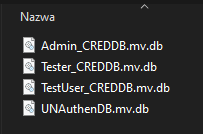 Nazwa
Admin_CREDDB.mv.db
Tester_CREDDB.mv.db
TestUser_CREDDB.mv.db
UNAuthenDB.mv.db